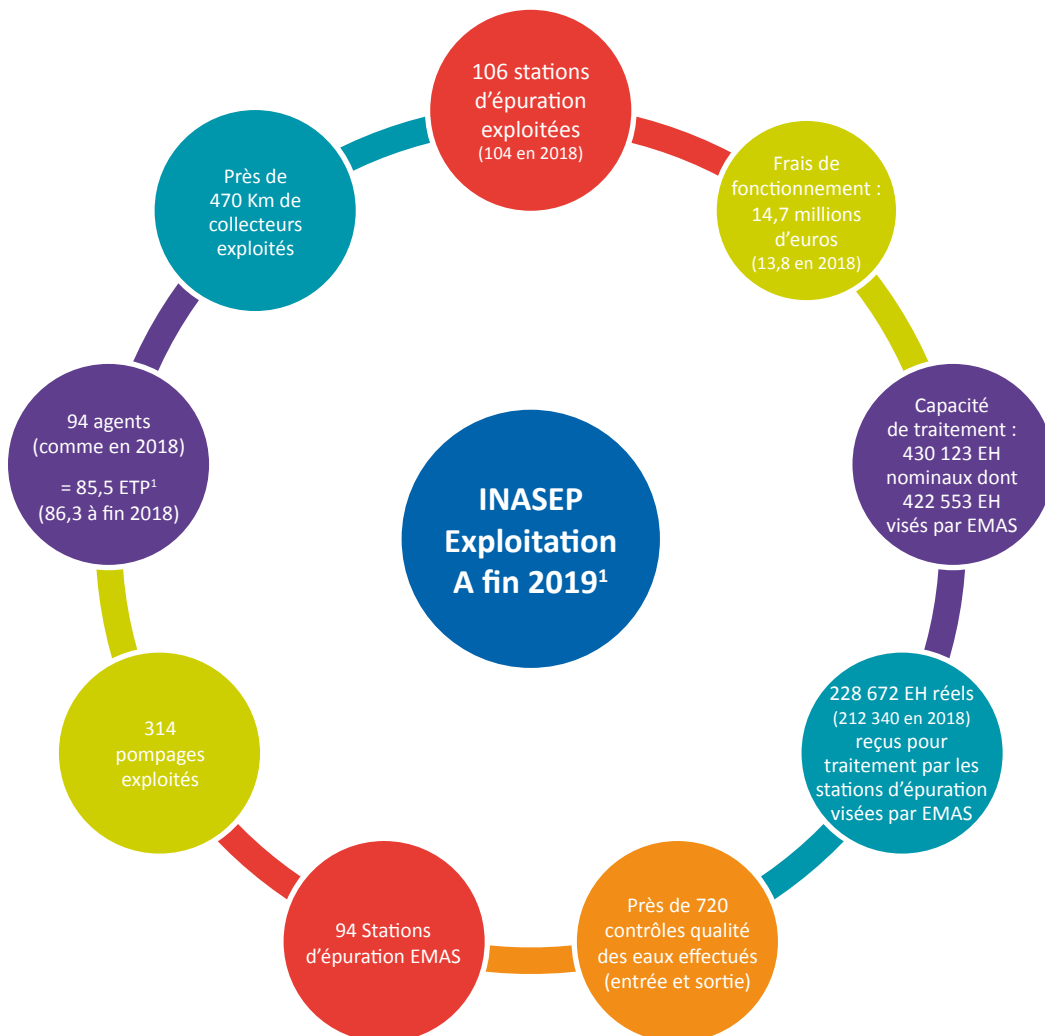 106 stations
d'épuration
exploitées
(104 en 2018)
Frais de
fonctionnement :
14,7 millions
d'euros
(13,8 en 2018)
Capacité
de traitement :
430 123 EH
nominaux dont
422 553 EH
visés par EMAS
228 672 EH réels
(212 340 en 2018)
reçus pour
traitement par les
stations d'épuration
visées par EMAS
Près de 720
contrôles qualité
des eaux effectués
(entrée et sortie)
94 Stations
d'épuration EMAS
314
pompages
exploités
94 agents
(comme en 2018)
= 85,5 ETP¹
(86,3 à fin 2018)
Près de
470 Km de
collecteurs
exploités
INASEP
Exploitation
A fin 2019¹